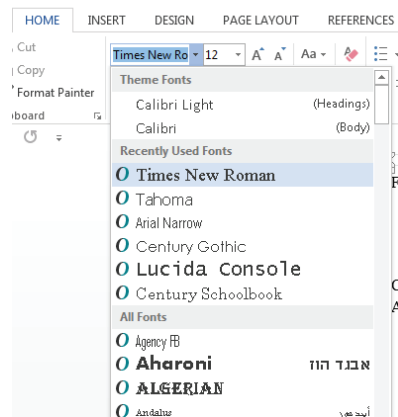 HOME INSERT DESIGN PAGE LAYOUT REFERENCES
Cut
Copy
Format Painter
Times New Ro 12 A A Aa
Theme Fonts
Calibri Light (Headings)
Calibri (Body)
Recently Used Fonts
O Times New Roman
O Tahoma
O Arial Narrow
O Century Gothic
O Lucida Console
O Century Schoolbook
All Fonts
O Agency FB
O Aharoni אבגד הוז
O ALGERIAN
O Andalus أبجدهوز